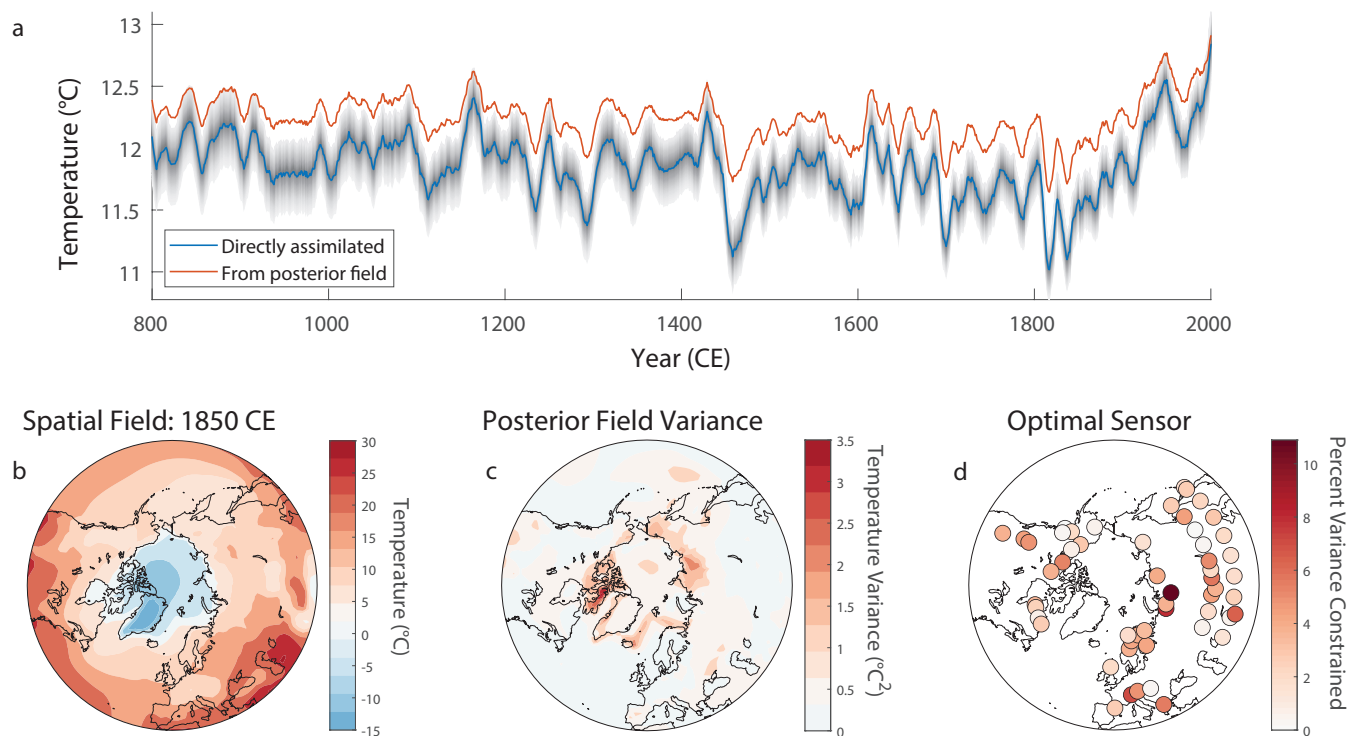 a
Temperature (°C)
13
12.5
12
11.5
11
Directly assimilated
From posterior field
800
1000
1200
1400
1600
1800
2000
Year (CE)
Spatial Field: 1850 CE
b
30
25
20
15
10
5
0
-5
-10
-15
Temperature (°C)
Posterior Field Variance
c
3.5
3
2.5
2
1.5
1
0.5
0
Temperature Variance (°C²)
Optimal Sensor
d
10
8
6
4
2
0
Percent Variance Constrained